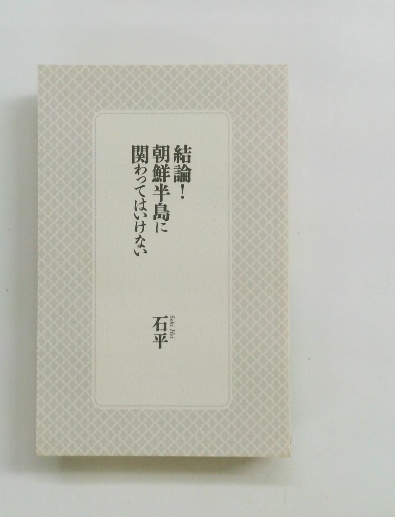 結論！
朝鮮半島に
関わってはいけない
石平
Seki Hei